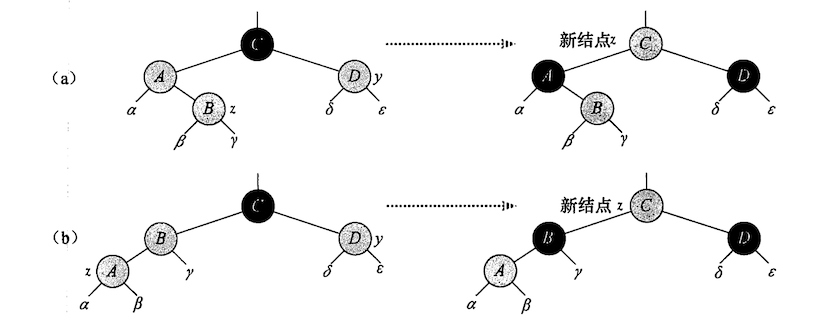 C 新结点z C
(a) A D y A D
α B z δ ε α B δ ε
β γ β γ
C 新结点 z C
(b) B D y B D
z A γ δ ε A γ δ ε
α β α β